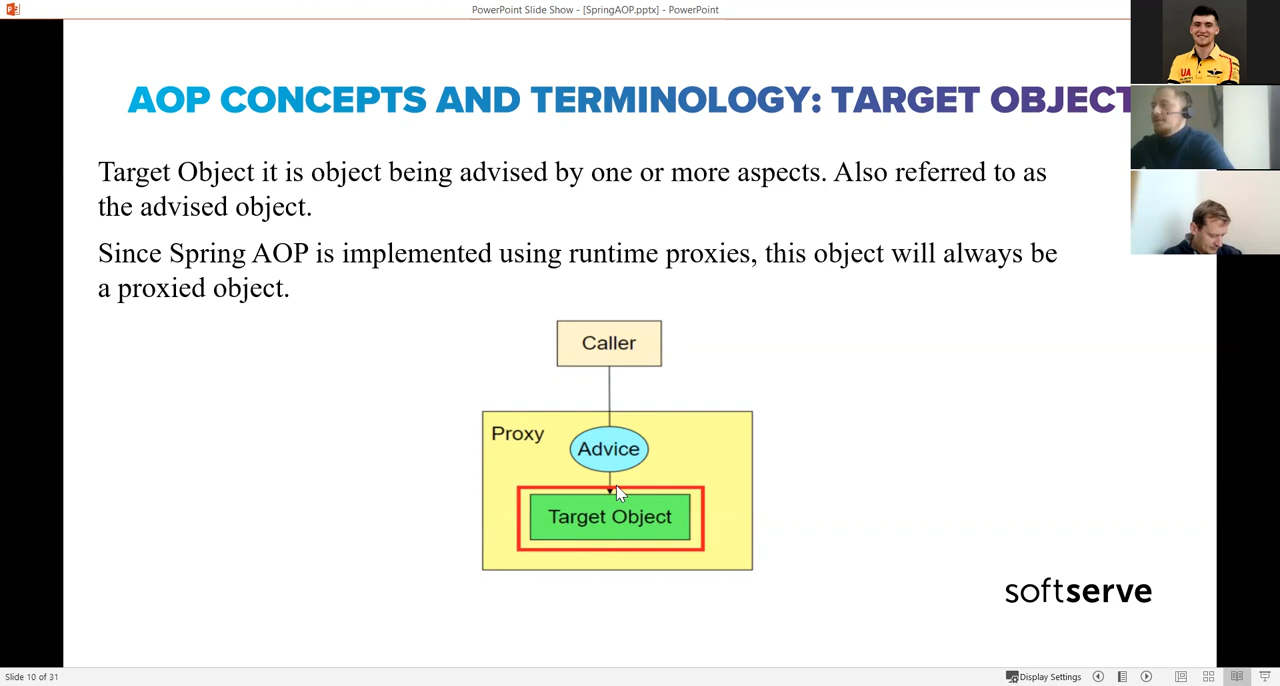 PowerPoint Slide Show - [SpringAOP.pptx] - PowerPoint
AOP CONCEPTS AND TERMINOLOGY: TARGET OBJECT
Target Object it is object being advised by one or more aspects. Also referred to as
the advised object.
Since Spring AOP is implemented using runtime proxies, this object will always be
a proxied object.
Caller
Proxy
Advice
Target Object
softserve
UA
Slide 10 of 31
Display Settings